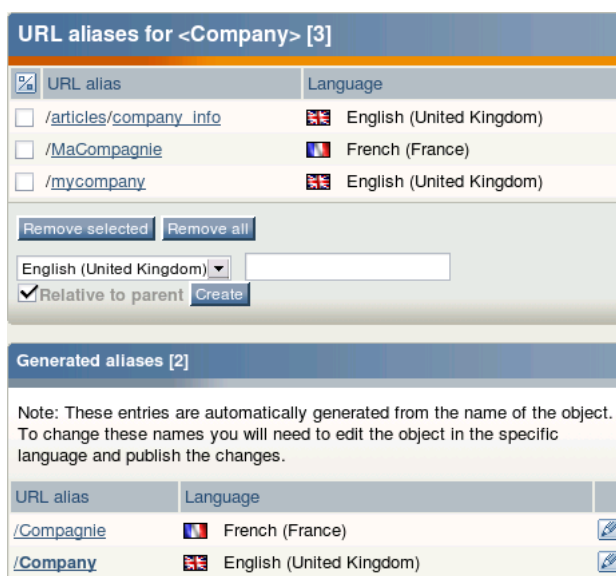 URL aliases for <Company> [3]
URL alias Language
/articles/company_info English (United Kingdom)
/MaCompagnie French (France)
/mycompany English (United Kingdom)
Remove selected Remove all
English (United Kingdom)
Relative to parent Create
Generated aliases [2]
Note: These entries are automatically generated from the name of the object.
To change these names you will need to edit the object in the specific
language and publish the changes.
URL alias Language
/Compagnie French (France)
/Company English (United Kingdom)